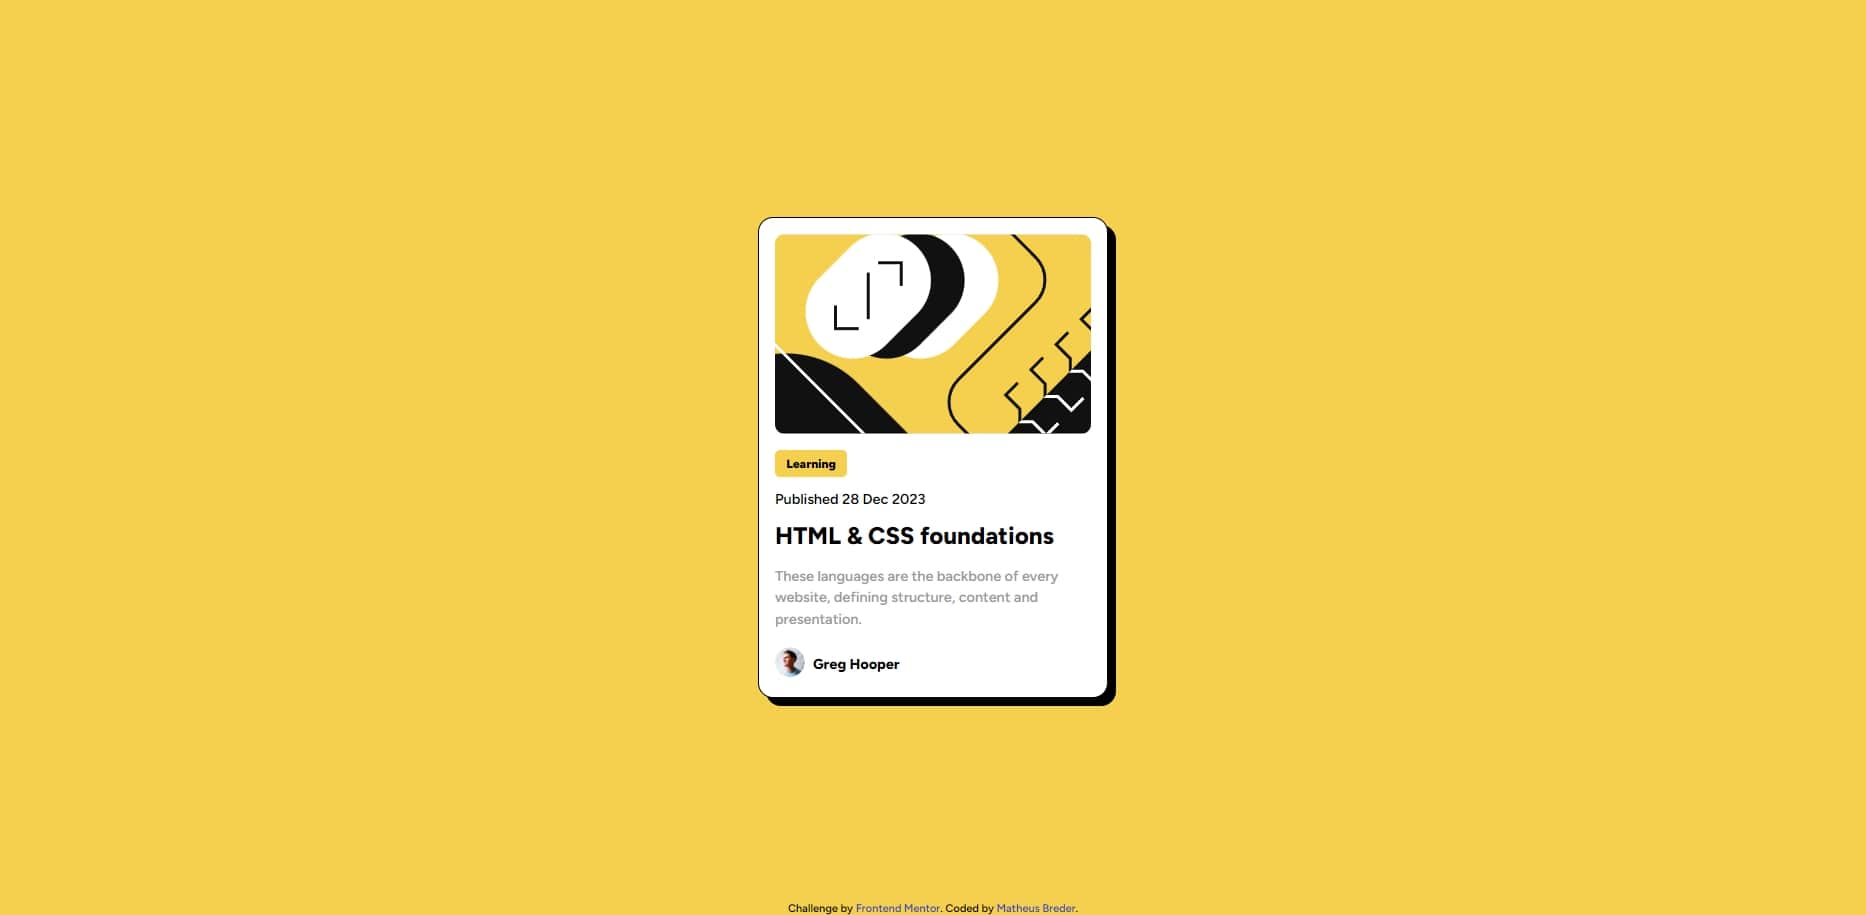 Learning
Published 28 Dec 2023
HTML & CSS foundations
These languages are the backbone of every
website, defining structure, content and
presentation.
Greg Hooper
Challenge by Frontend Mentor. Coded by Matheus Breder.